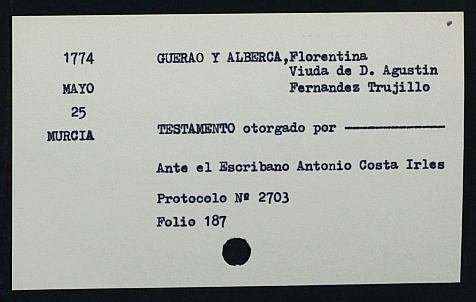 1774
GUERAO Y ALBERCA,Florentina
Viuda de D. Agustin
MAYO
Fernandez Trujillo
25
MURCIA
TESTAMENTO otorgado por ——————
Ante el Escribano Antonio Costa Irles
Protocolo Nº 2703
Folio 187